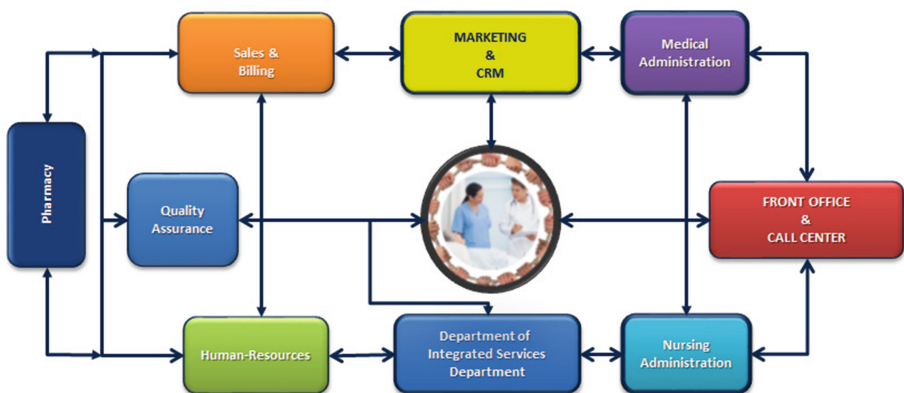 Sales &
Billing
MARKETING
&
CRM
Medical
Administration
Pharmacy
Quality
Assurance
FRONT OFFICE
&
CALL CENTER
Human-Resources
Department of
Integrated Services
Department
Nursing
Administration